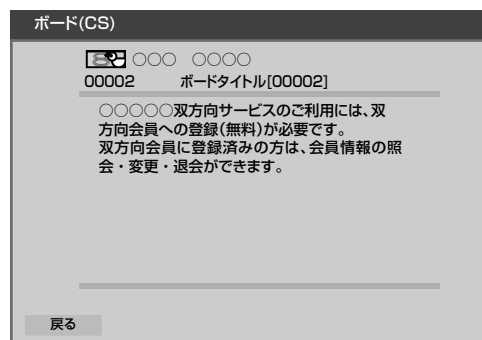 ボード(CS)
○○○ ○○○○
00002 ボードタイトル[00002]
○○○○○双方向サービスのご利用には、双
方向会員への登録(無料)が必要です。
双方向会員に登録済みの方は、会員情報の照
会・変更・退会ができます。
戻る